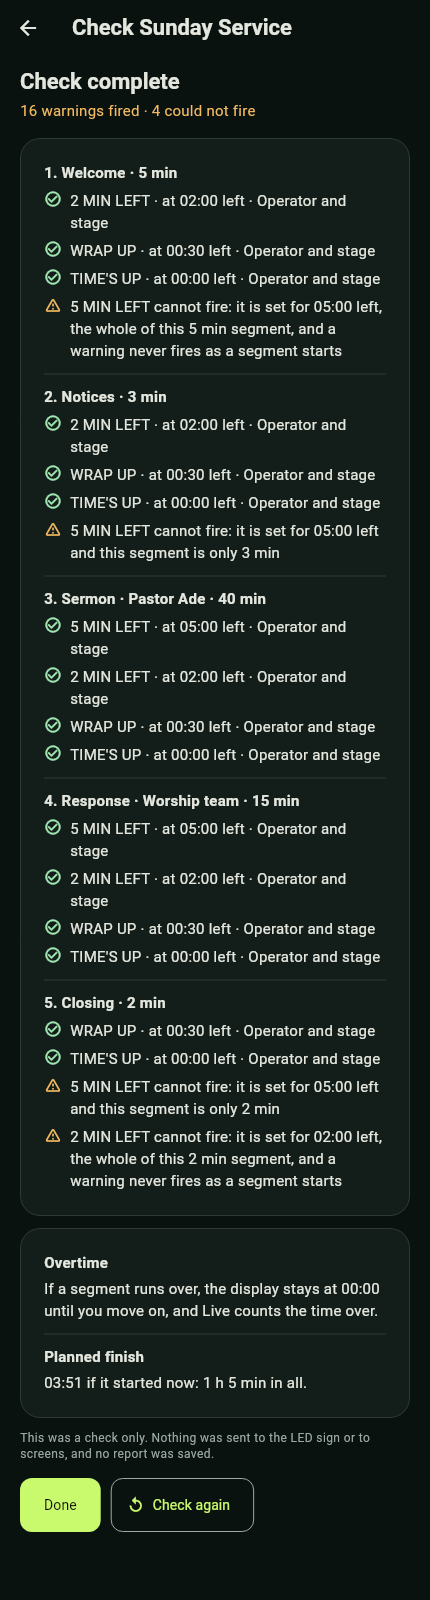 Check Sunday Service
Check complete
16 warnings fired · 4 could not fire
1. Welcome · 5 min
2 MIN LEFT · at 02:00 left · Operator and
stage
WRAP UP · at 00:30 left · Operator and stage
TIME'S UP · at 00:00 left · Operator and stage
5 MIN LEFT cannot fire: it is set for 05:00 left,
the whole of this 5 min segment, and a
warning never fires as a segment starts
2. Notices · 3 min
2 MIN LEFT · at 02:00 left · Operator and
stage
WRAP UP · at 00:30 left · Operator and stage
TIME'S UP · at 00:00 left · Operator and stage
5 MIN LEFT cannot fire: it is set for 05:00 left
and this segment is only 3 min
3. Sermon · Pastor Ade · 40 min
5 MIN LEFT · at 05:00 left · Operator and
stage
2 MIN LEFT · at 02:00 left · Operator and
stage
WRAP UP · at 00:30 left · Operator and stage
TIME'S UP · at 00:00 left · Operator and stage
4. Response · Worship team · 15 min
5 MIN LEFT · at 05:00 left · Operator and
stage
2 MIN LEFT · at 02:00 left · Operator and
stage
WRAP UP · at 00:30 left · Operator and stage
TIME'S UP · at 00:00 left · Operator and stage
5. Closing · 2 min
WRAP UP · at 00:30 left · Operator and stage
TIME'S UP · at 00:00 left · Operator and stage
5 MIN LEFT cannot fire: it is set for 05:00 left
and this segment is only 2 min
2 MIN LEFT cannot fire: it is set for 02:00 left,
the whole of this 2 min segment, and a
warning never fires as a segment starts
Overtime
If a segment runs over, the display stays at 00:00
until you move on, and Live counts the time over.
Planned finish
03:51 if it started now: 1 h 5 min in all.
This was a check only. Nothing was sent to the LED sign or to
screens, and no report was saved.
Done
Check again